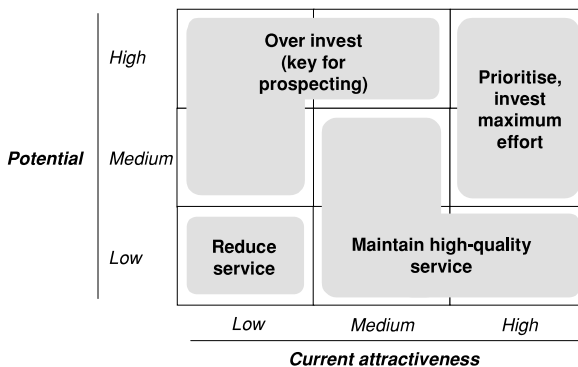 High
Over invest
(key for
prospecting)
Prioritise,
invest
maximum
effort
Potential
Medium
Low
Reduce
service
Maintain high-quality
service
Low
Medium
High
Current attractiveness